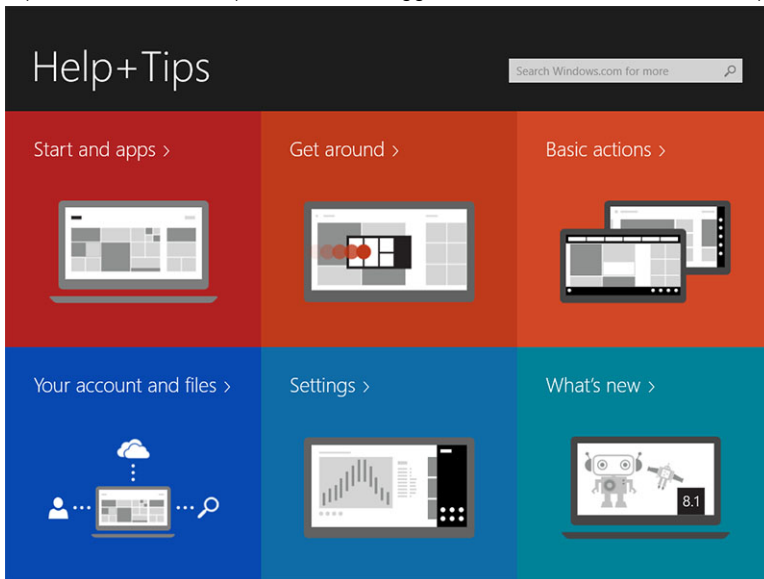 Help+Tips
Search Windows.com for more
Start and apps >
Get around >
Basic actions >
Your account and files >
Settings >
What's new >
8.1